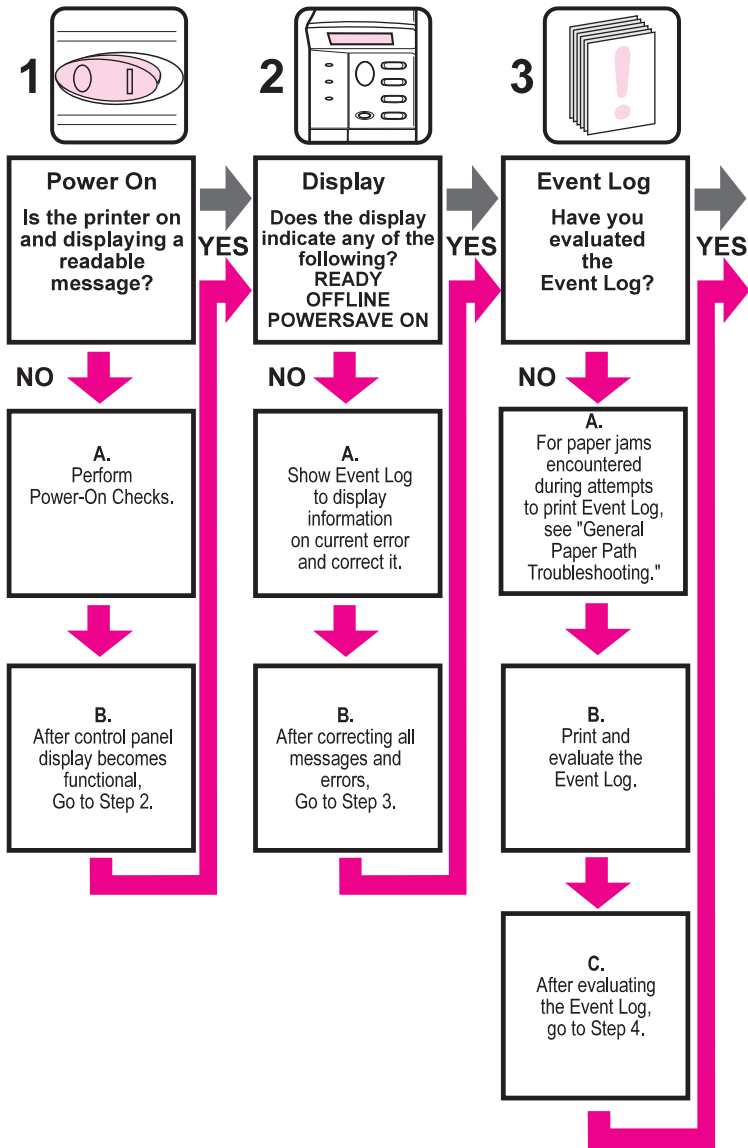 1
Power On
Is the printer on
and displaying a
readable
message?
YES
NO
A.
Perform
Power-On Checks.
B.
After control panel
display becomes
functional,
Go to Step 2.
2
Display
Does the display
indicate any of the
following?
READY
OFFLINE
POWERSAVE ON
YES
NO
A.
Show Event Log
to display
information
on current error
and correct it.
B.
After correcting all
messages and
errors,
Go to Step 3.
3
Event Log
Have you
evaluated
the
Event Log?
YES
NO
A.
For paper jams
encountered
during attempts
to print Event Log,
see "General
Paper Path
Troubleshooting."
B.
Print and
evaluate the
Event Log.
C.
After evaluating
the Event Log,
go to Step 4.